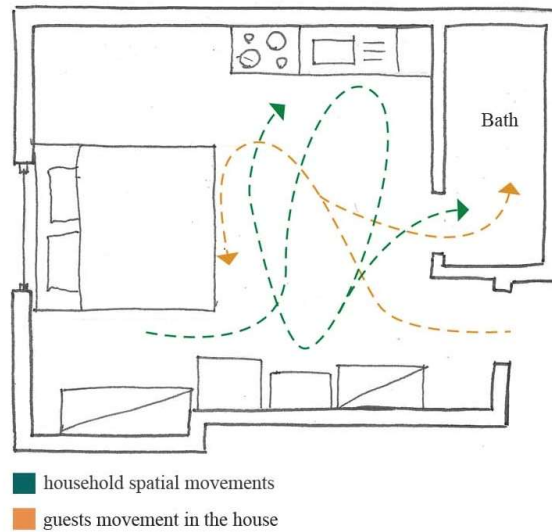 Bath
household spatial movements
guests movement in the house